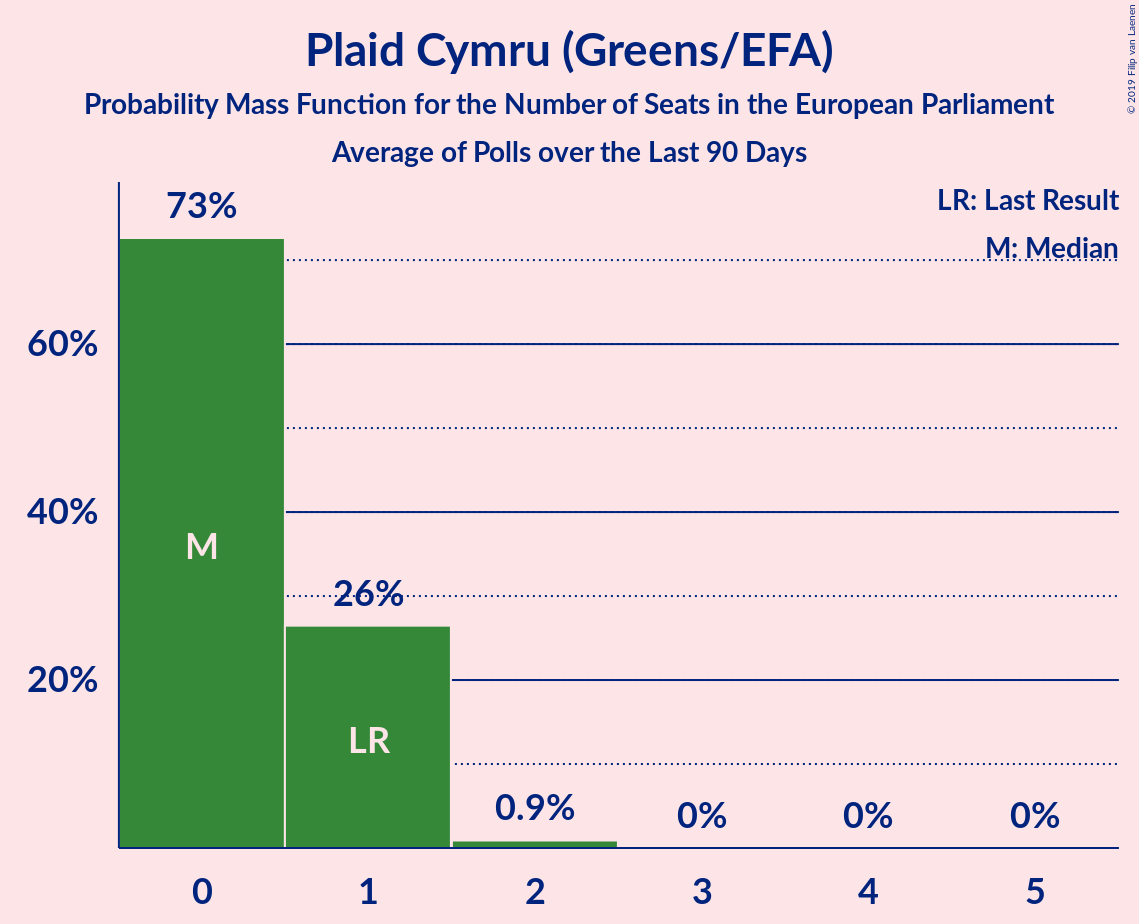 Plaid Cymru (Greens/EFA)
Probability Mass Function for the Number of Seats in the European Parliament
Average of Polls over the Last 90 Days
© 2019 Filip van Laenen
LR: Last Result
M: Median
73%
60%
40%
M
26%
20%
LR
0.9%
0%
0%
0%
0
1
2
3
4
5